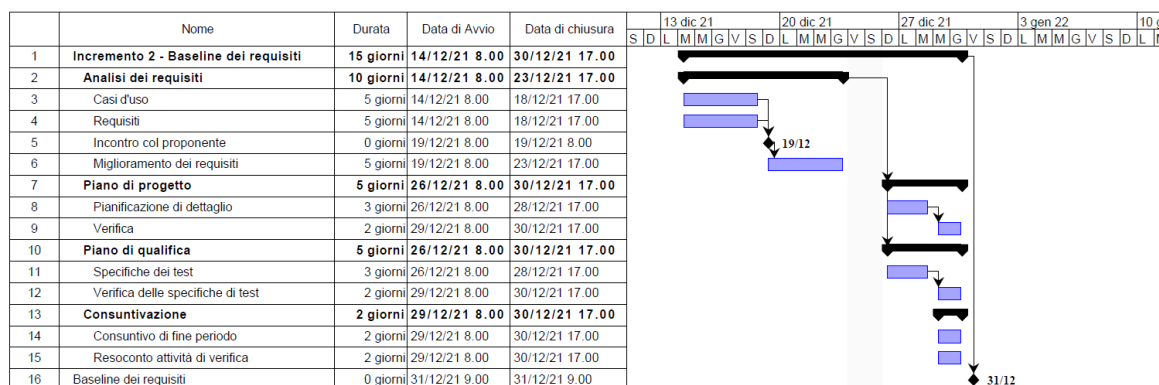 Nome Durata Data di Avvio Data di chiusura
13 dic 21 20 dic 21 27 dic 21 3 gen 22 10 g
S D L M M G V S D L M M G V S D L M M G V S D L M M G V S D L M
1 Incremento 2 - Baseline dei requisiti 15 giorni 14/12/21 8.00 30/12/21 17.00
2 Analisi dei requisiti 10 giorni 14/12/21 8.00 23/12/21 17.00
3 Casi d'uso 5 giorni 14/12/21 8.00 18/12/21 17.00
4 Requisiti 5 giorni 14/12/21 8.00 18/12/21 17.00
5 Incontro col proponente 0 giorni 19/12/21 8.00 19/12/21 8.00 19/12
6 Miglioramento dei requisiti 5 giorni 19/12/21 8.00 23/12/21 17.00
7 Piano di progetto 5 giorni 26/12/21 8.00 30/12/21 17.00
8 Pianificazione di dettaglio 3 giorni 26/12/21 8.00 28/12/21 17.00
9 Verifica 2 giorni 29/12/21 8.00 30/12/21 17.00
10 Piano di qualifica 5 giorni 26/12/21 8.00 30/12/21 17.00
11 Specifiche dei test 3 giorni 26/12/21 8.00 28/12/21 17.00
12 Verifica delle specifiche di test 2 giorni 29/12/21 8.00 30/12/21 17.00
13 Consuntivazione 2 giorni 29/12/21 8.00 30/12/21 17.00
14 Consuntivo di fine periodo 2 giorni 29/12/21 8.00 30/12/21 17.00
15 Resoconto attività di verifica 2 giorni 29/12/21 8.00 30/12/21 17.00
16 Baseline dei requisiti 0 giorni 31/12/21 9.00 31/12/21 9.00 31/12